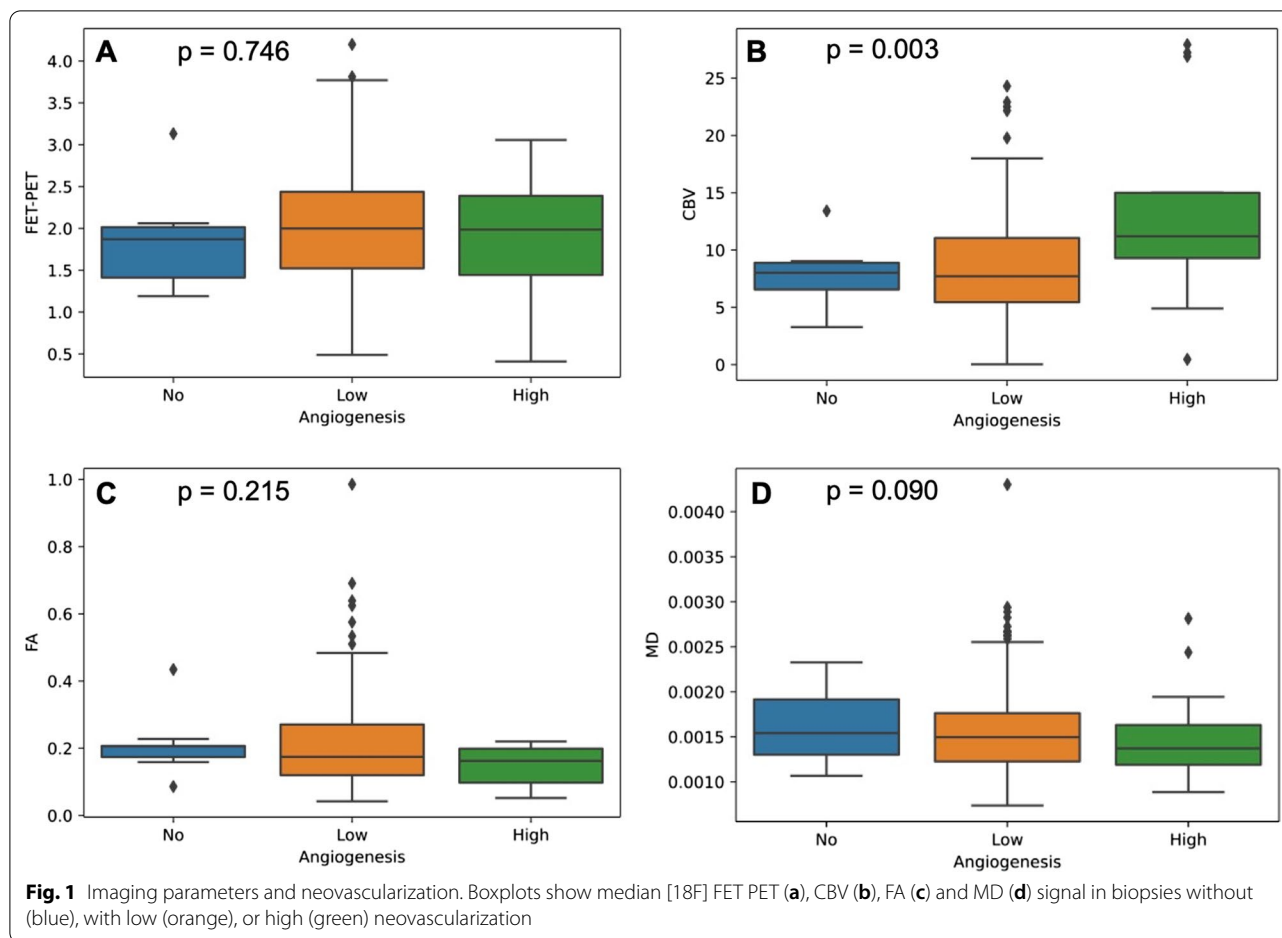 A p = 0.746
4.0
3.5
3.0
2.5
2.0
1.5
1.0
0.5
FET-PET
No Low High
Angiogenesis
B p = 0.003
25
20
15
10
5
0
CBV
No Low High
Angiogenesis
C p = 0.215
1.0
0.8
0.6
0.4
0.2
0.0
FA
No Low High
Angiogenesis
D p = 0.090
0.0040
0.0035
0.0030
0.0025
0.0020
0.0015
0.0010
MD
No Low High
Angiogenesis
Fig. 1 Imaging parameters and neovascularization. Boxplots show median [18F] FET PET (a), CBV (b), FA (c) and MD (d) signal in biopsies without
(blue), with low (orange), or high (green) neovascularization